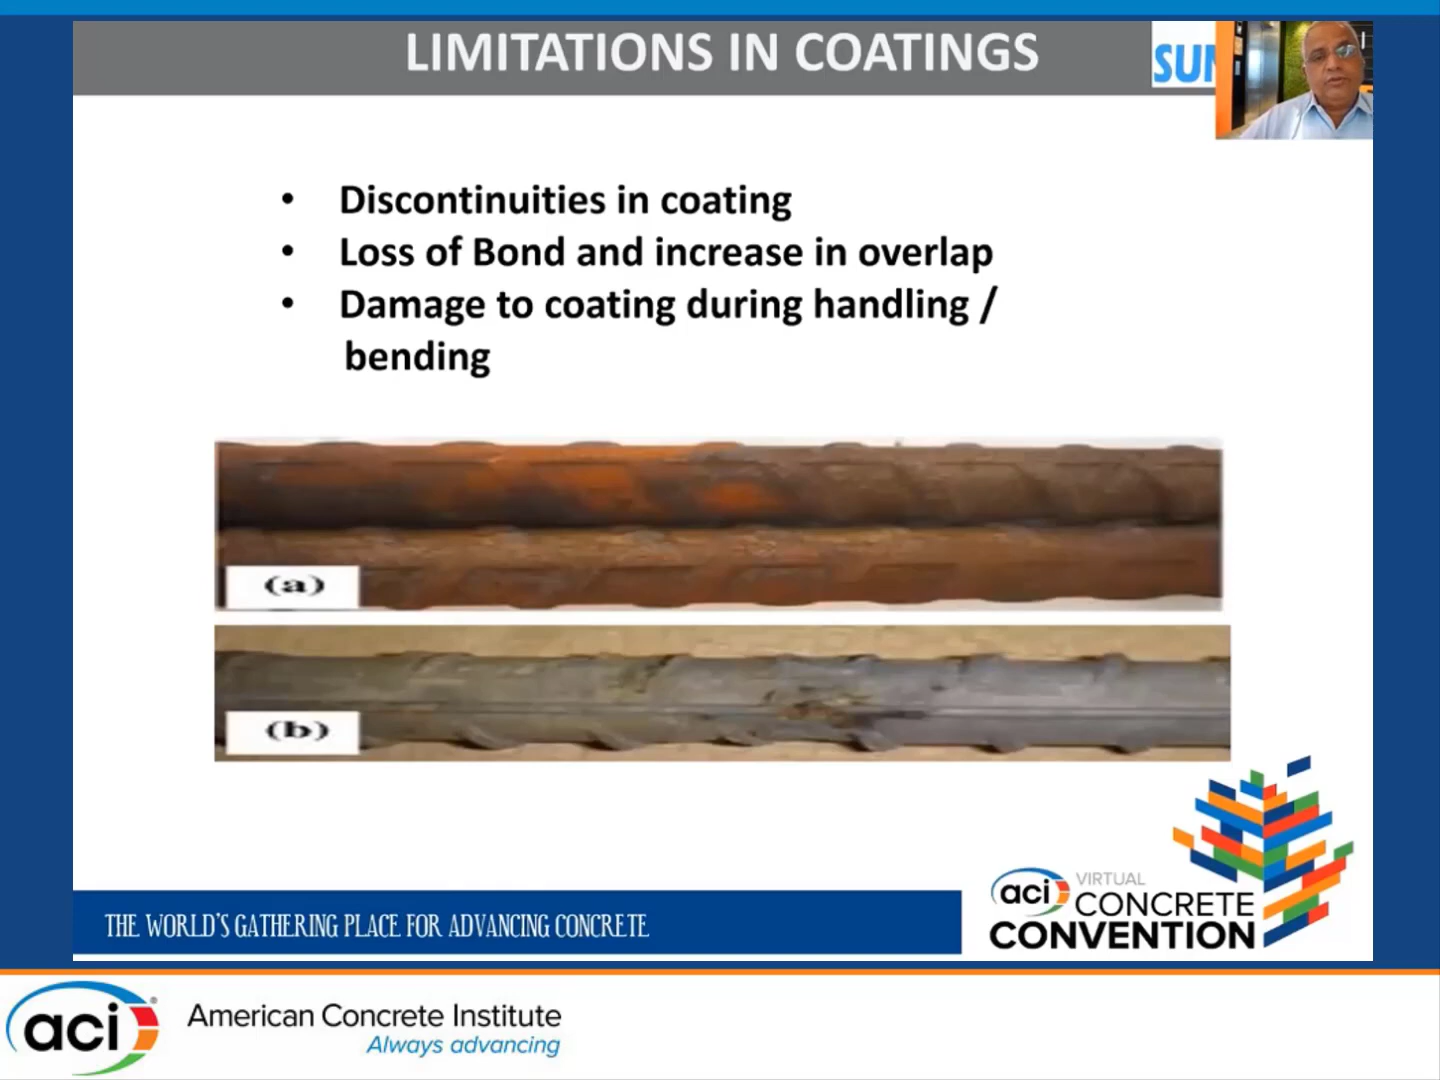 LIMITATIONS IN COATINGS
SUN
• Discontinuities in coating
• Loss of Bond and increase in overlap
• Damage to coating during handling /
bending
(a)
(b)
aci VIRTUAL
CONCRETE
CONVENTION
THE WORLD'S GATHERING PLACE FOR ADVANCING CONCRETE
aci®
American Concrete Institute
Always advancing